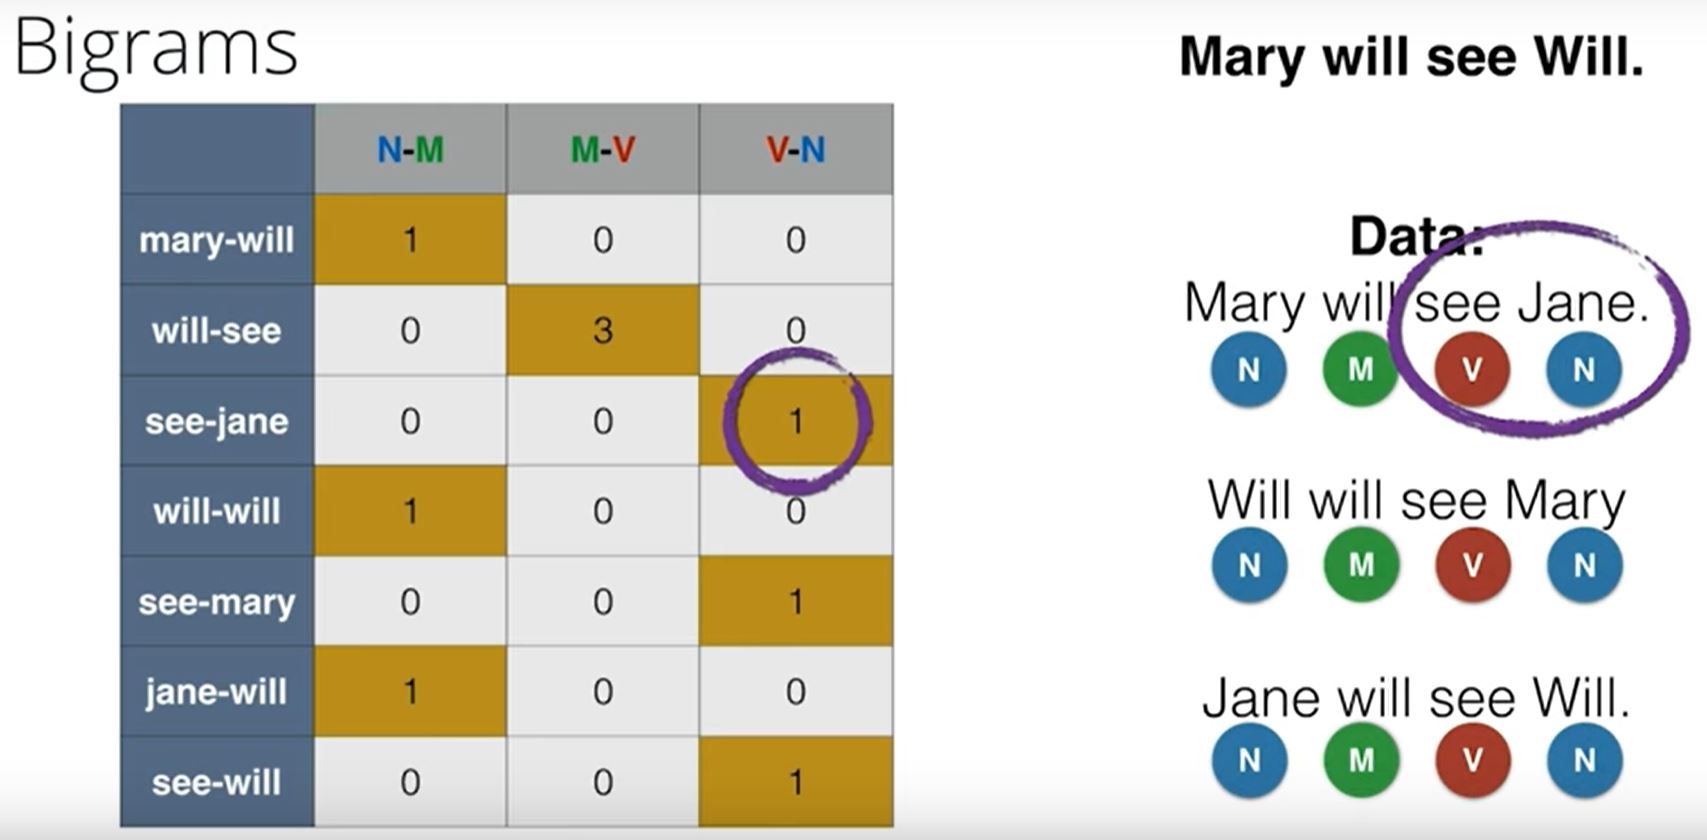 Bigrams
Mary will see Will.
N-M M-V V-N
mary-will 1 0 0
will-see 0 3 0
see-jane 0 0 1
will-will 1 0 0
see-mary 0 0 1
jane-will 1 0 0
see-will 0 0 1
Data:
Mary will see Jane.
N M V N
Will will see Mary
N M V N
Jane will see Will.
N M V N